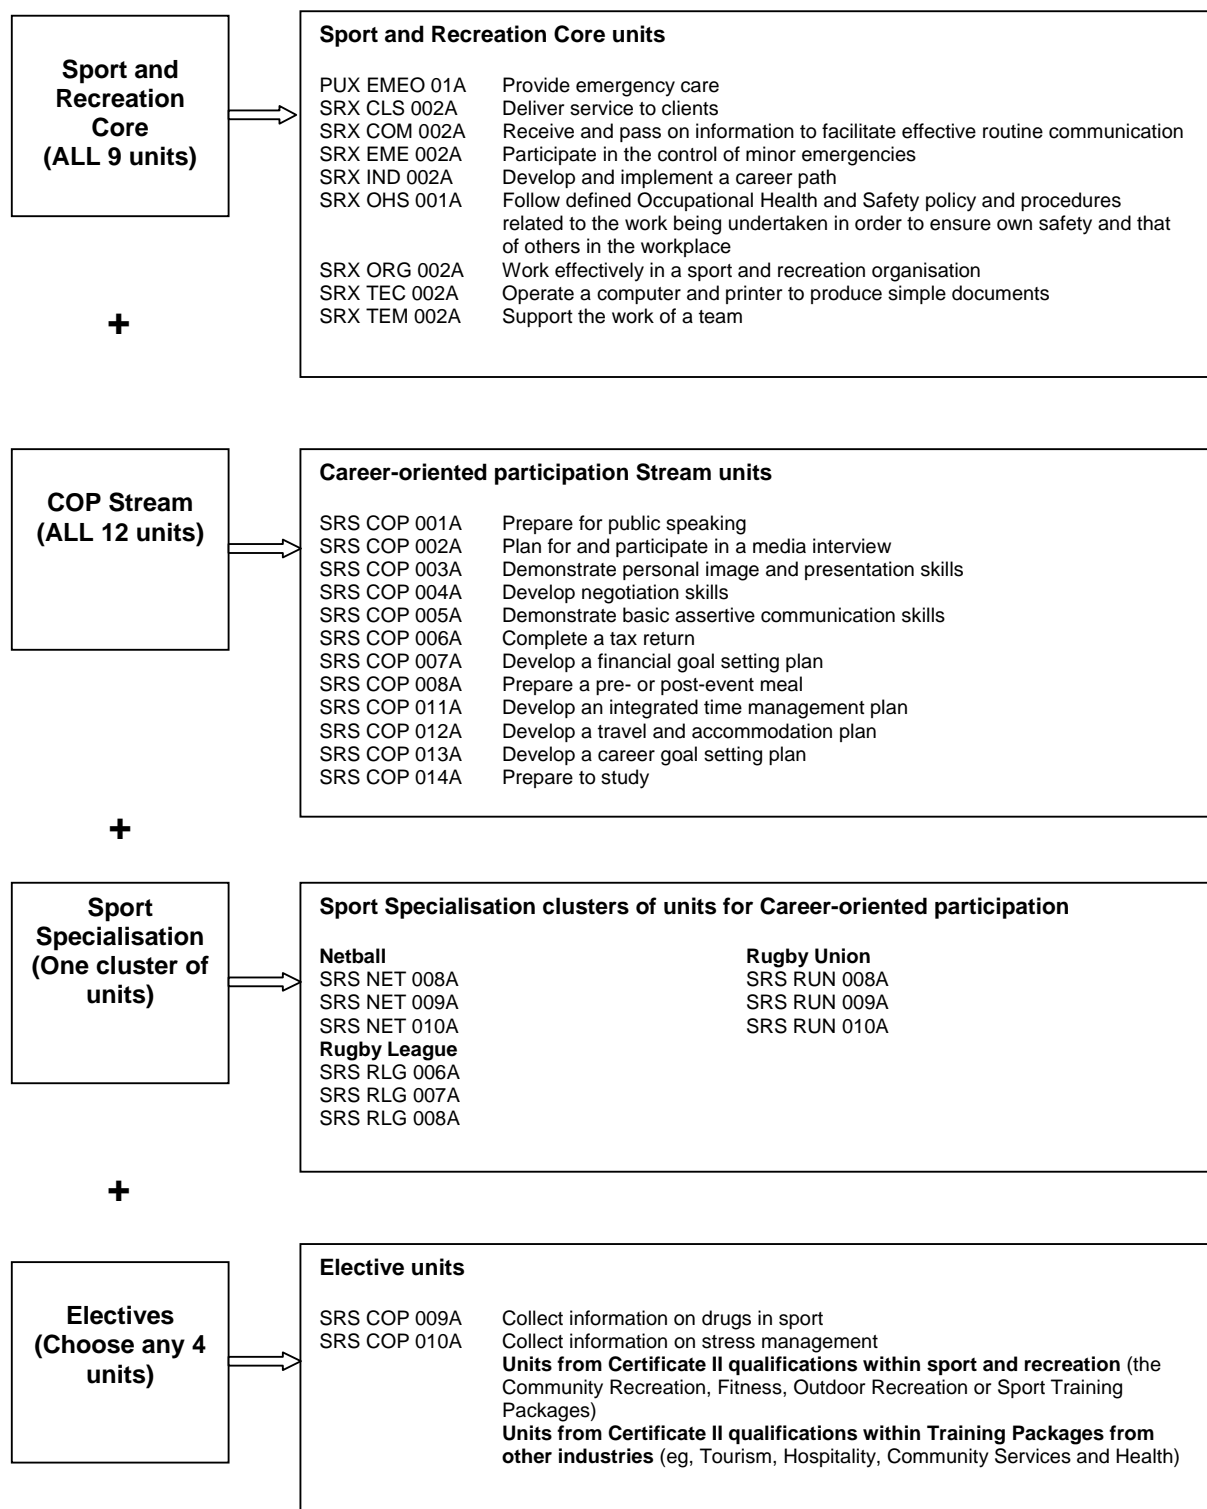 Sport and
Recreation
Core
(ALL 9 units)
Sport and Recreation Core units
PUX EMEO 01A Provide emergency care
SRX CLS 002A Deliver service to clients
SRX COM 002A Receive and pass on information to facilitate effective routine communication
SRX EME 002A Participate in the control of minor emergencies
SRX IND 002A Develop and implement a career path
SRX OHS 001A Follow defined Occupational Health and Safety policy and procedures
related to the work being undertaken in order to ensure own safety and that
of others in the workplace
SRX ORG 002A Work effectively in a sport and recreation organisation
SRX TEC 002A Operate a computer and printer to produce simple documents
SRX TEM 002A Support the work of a team
+
COP Stream
(ALL 12 units)
Career-oriented participation Stream units
SRS COP 001A Prepare for public speaking
SRS COP 002A Plan for and participate in a media interview
SRS COP 003A Demonstrate personal image and presentation skills
SRS COP 004A Develop negotiation skills
SRS COP 005A Demonstrate basic assertive communication skills
SRS COP 006A Complete a tax return
SRS COP 007A Develop a financial goal setting plan
SRS COP 008A Prepare a pre- or post-event meal
SRS COP 011A Develop an integrated time management plan
SRS COP 012A Develop a travel and accommodation plan
SRS COP 013A Develop a career goal setting plan
SRS COP 014A Prepare to study
+
Sport
Specialisation
(One cluster of
units)
Sport Specialisation clusters of units for Career-oriented participation
Netball
SRS NET 008A
SRS NET 009A
SRS NET 010A
Rugby League
SRS RLG 006A
SRS RLG 007A
SRS RLG 008A
Rugby Union
SRS RUN 008A
SRS RUN 009A
SRS RUN 010A
+
Electives
(Choose any 4
units)
Elective units
SRS COP 009A Collect information on drugs in sport
SRS COP 010A Collect information on stress management
Units from Certificate II qualifications within sport and recreation (the
Community Recreation, Fitness, Outdoor Recreation or Sport Training
Packages)
Units from Certificate II qualifications within Training Packages from
other industries (eg, Tourism, Hospitality, Community Services and Health)